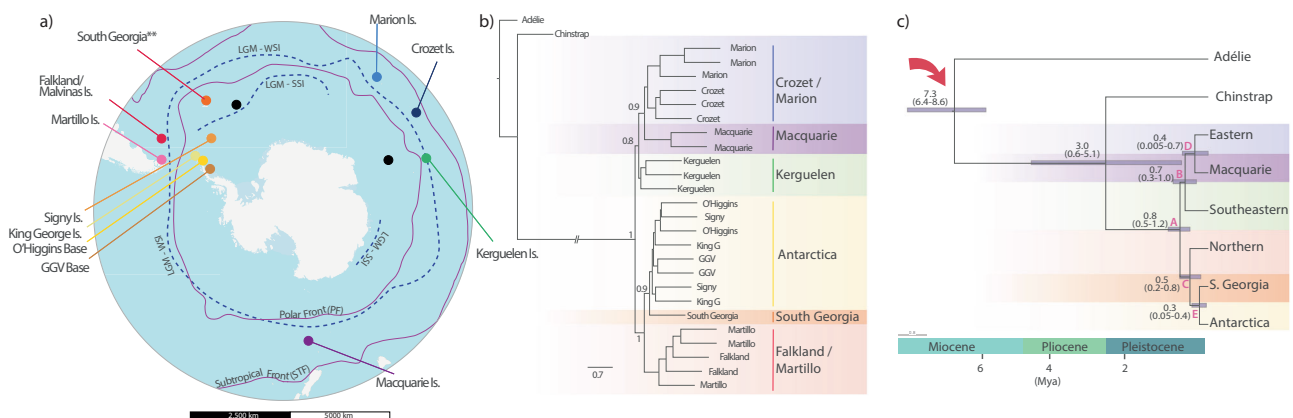 a)
South Georgia**
Marion Is.
Crozet Is.
Falkland/
Malvinas Is.
Martillo Is.
LGM - WSI
LGM - SSI
Signy Is.
King George Is.
O'Higgins Base
GGV Base
LGM - WSI
LGM - SSI
Kerguelen Is.
Polar Front (PF)
Subtropical Front (STF)
Macquarie Is.
2,500 km
5000 km
b)
Adélie
Chinstrap
Marion
Marion
Marion
Crozet
Crozet
Crozet
Crozet /
Marion
0.9
Macquarie
Macquarie
Macquarie
0.8
Kerguelen
Kerguelen
Kerguelen
Kerguelen
O'Higgins
Signy
O'Higgins
King G
GGV
GGV
Signy
King G
Antarctica
1
0.9
South Georgia
South Georgia
1
Martillo
Martillo
Falkland
Falkland
Martillo
Falkland /
Martillo
0.7
c)
Adélie
7.3
(6.4-8.6)
Chinstrap
3.0
(0.6-5.1)
Eastern
0.4
(0.005-0.7)
D
Macquarie
0.7
(0.3-1.0)
B
Southeastern
0.8
(0.5-1.2)
A
Northern
0.5
(0.2-0.8)
C
S. Georgia
0.3
(0.05-0.4)
E
Antarctica
Miocene
Pliocene
Pleistocene
6
4
2
(Mya)